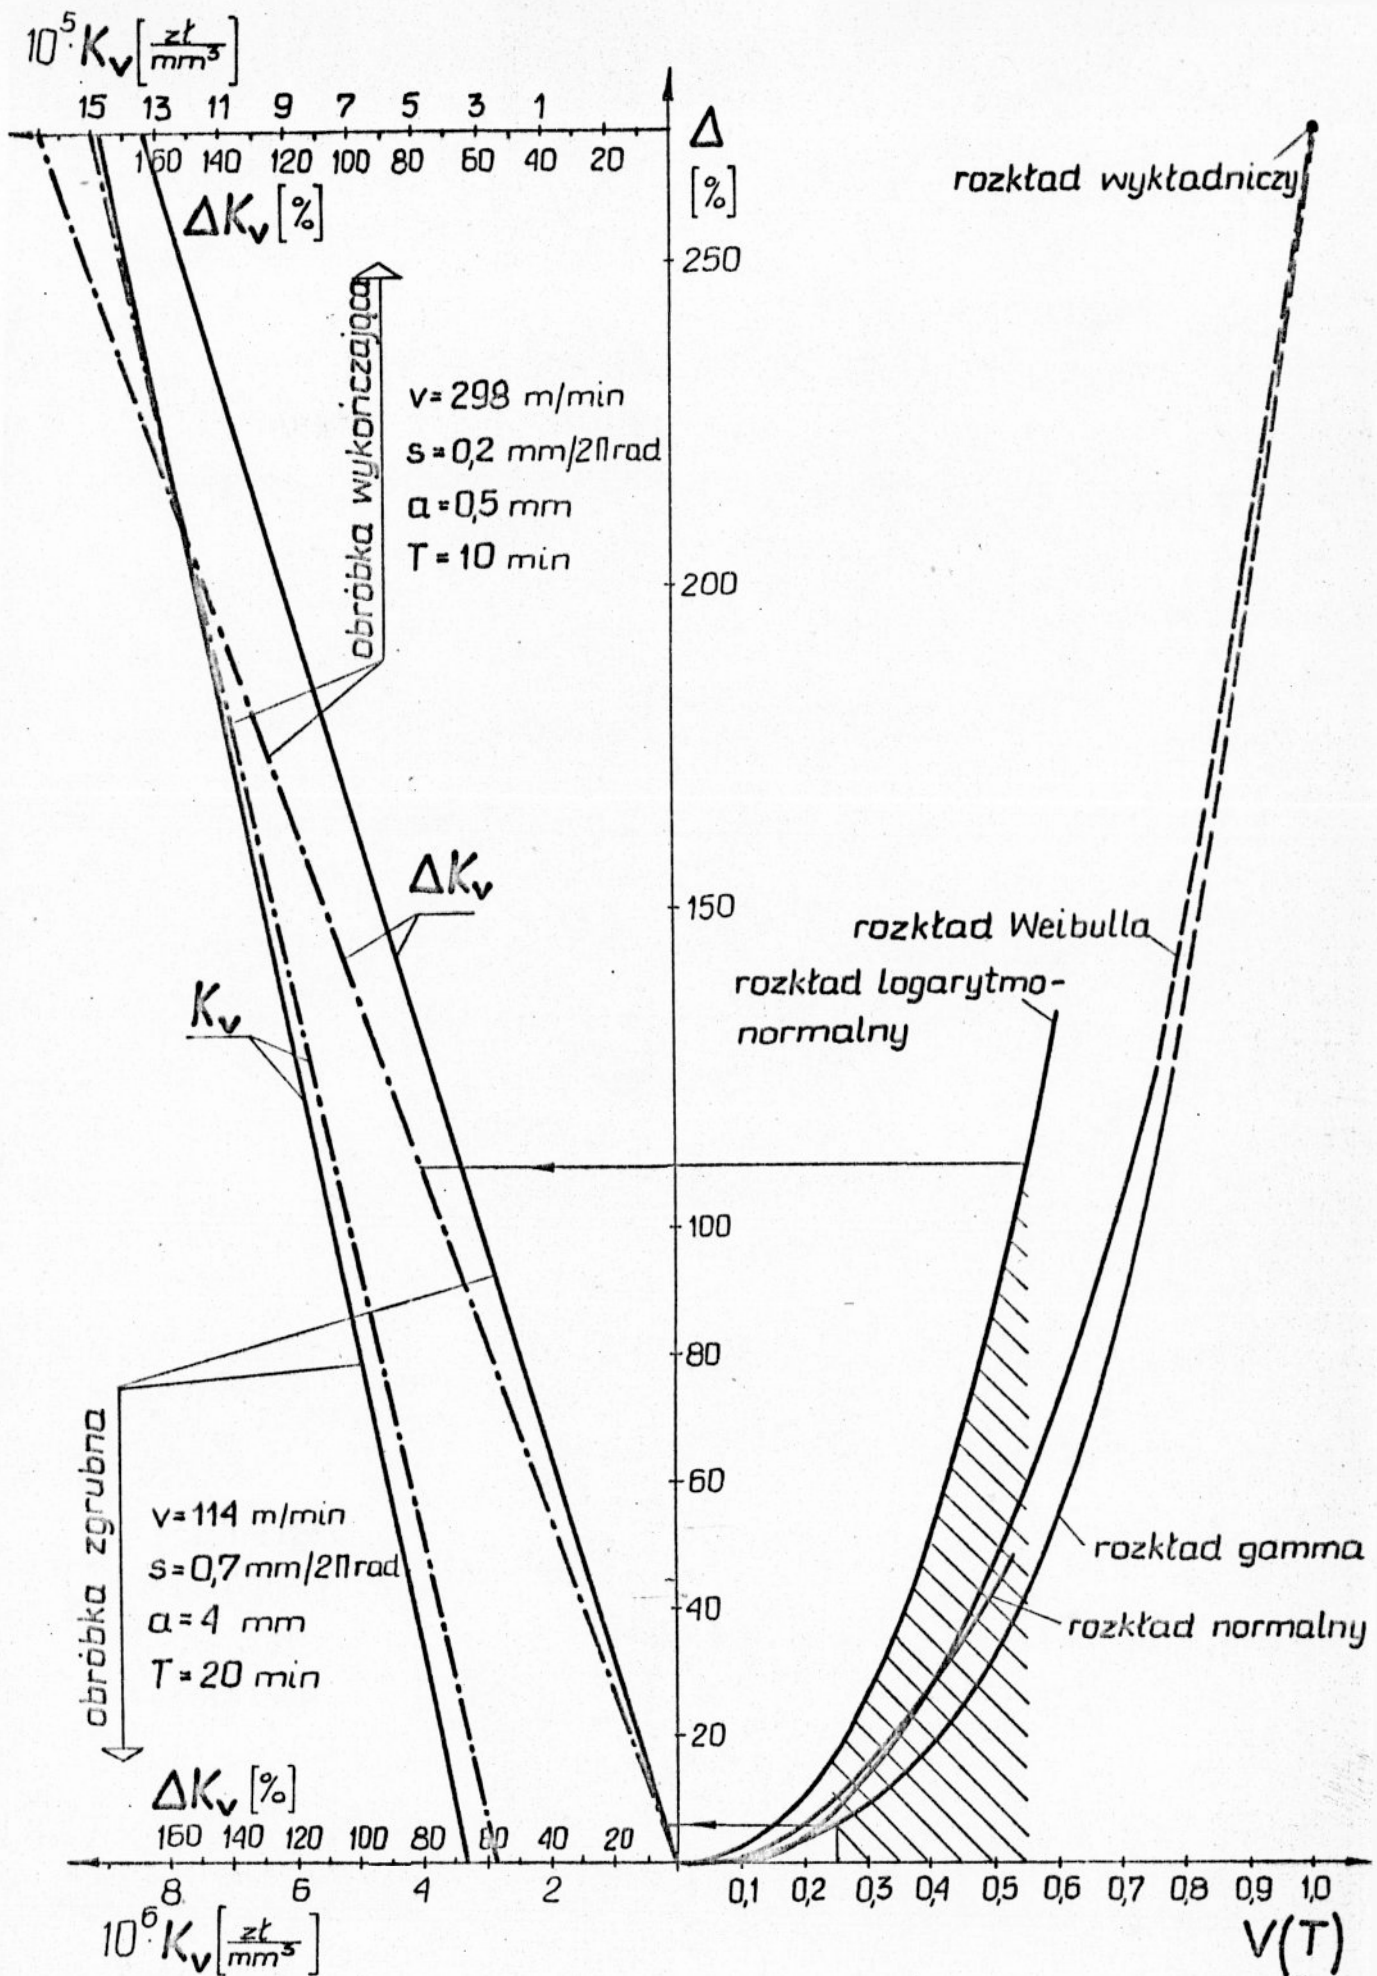 10⁵·Kᵥ [zł/mm³]
15 13 11 9 7 5 3 1
160 140 120 100 80 60 40 20
ΔKᵥ [%]
Δ
[%]
250
200
150
100
80
60
40
20
rozkład wykładniczy
obróbka wykończająca
v=298 m/min
s=0,2 mm/2Πrad
a=0,5 mm
T=10 min
ΔKᵥ
Kᵥ
rozkład Weibulla
rozkład logarytmo-
normalny
rozkład gamma
rozkład normalny
obróbka zgrubna
v=114 m/min
s=0,7 mm/2Πrad
a=4 mm
T=20 min
ΔKᵥ [%]
160 140 120 100 80 60 40 20
8 6 4 2
0,1 0,2 0,3 0,4 0,5 0,6 0,7 0,8 0,9 1,0
10⁶·Kᵥ [zł/mm³]
V(T)